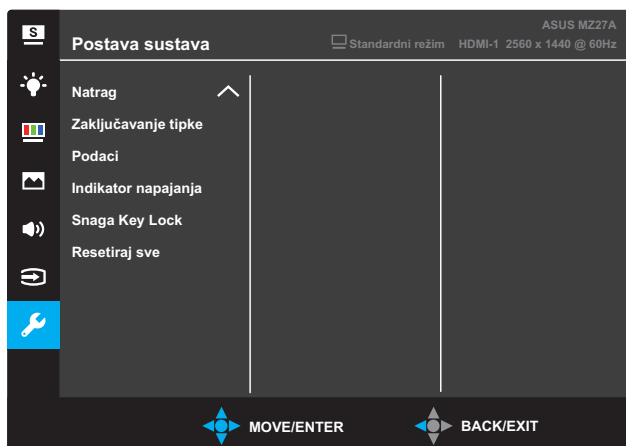 S
ASUS MZ27A
Postava sustava
Standardni režim HDMI-1 2560 x 1440 @ 60Hz
Natrag
Zaključavanje tipke
Podaci
Indikator napajanja
Snaga Key Lock
Resetiraj sve
MOVE/ENTER
BACK/EXIT